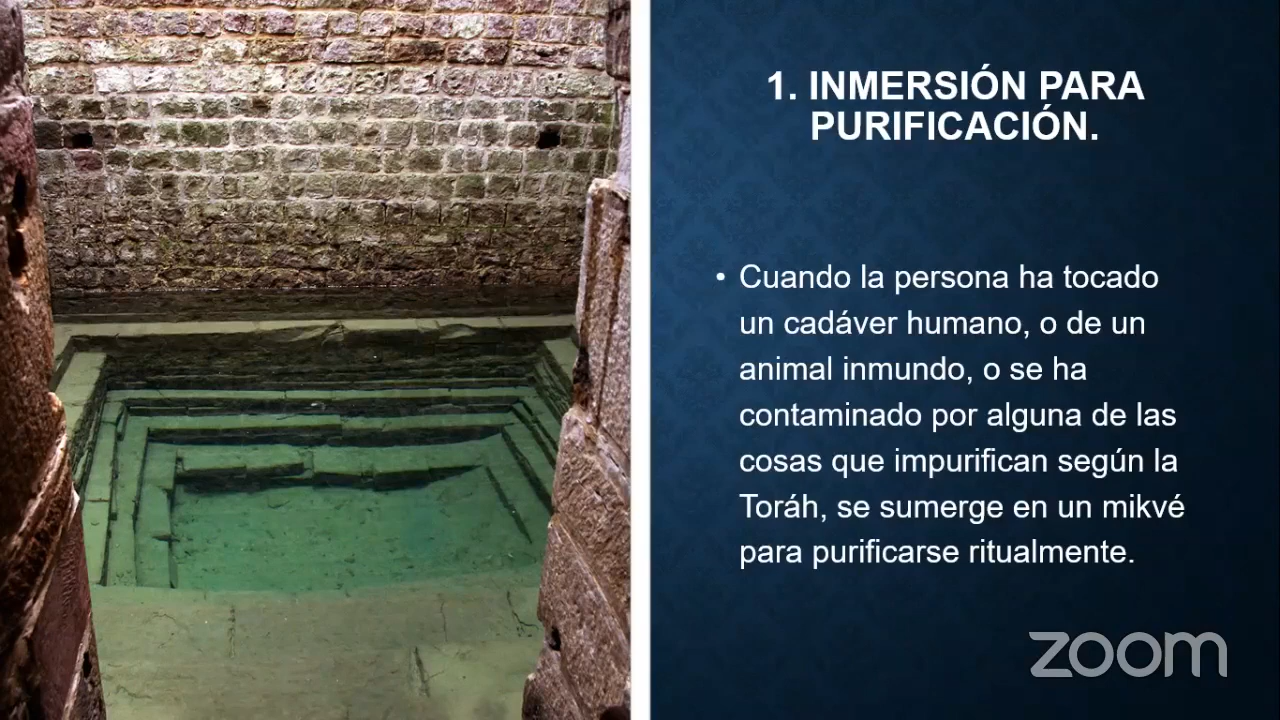 1. INMERSIÓN PARA
PURIFICACIÓN.
• Cuando la persona ha tocado
un cadáver humano, o de un
animal inmundo, o se ha
contaminado por alguna de las
cosas que impurifican según la
Toráh, se sumerge en un mikvé
para purificarse ritualmente.
zoom